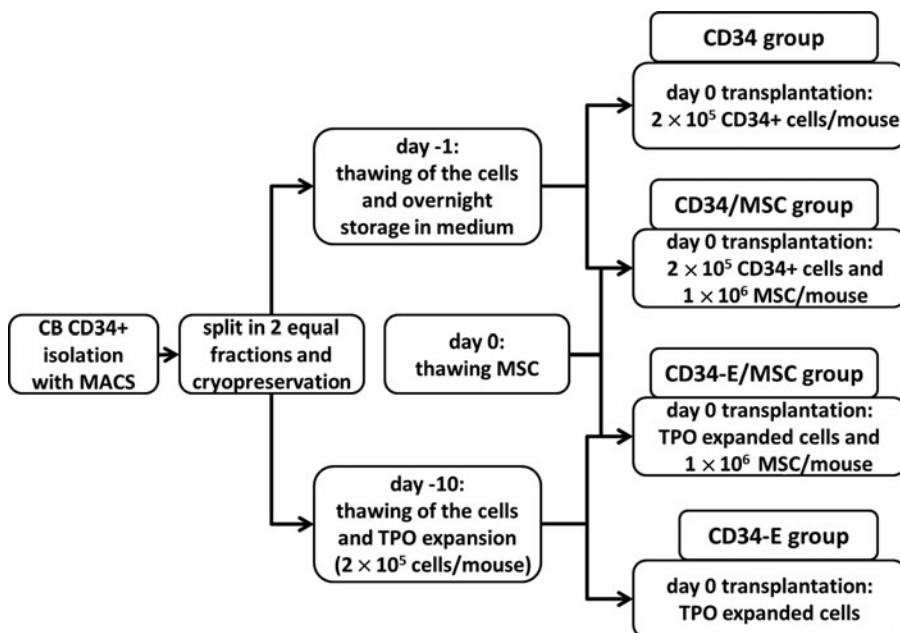 CB CD34+
isolation
with MACS
split in 2 equal
fractions and
cryopreservation
day -1:
thawing of the cells
and overnight
storage in medium
day 0:
thawing MSC
day -10:
thawing of the cells
and TPO expansion
(2 × 10⁵ cells/mouse)
CD34 group
day 0 transplantation:
2 × 10⁵ CD34+ cells/mouse
CD34/MSC group
day 0 transplantation:
2 × 10⁵ CD34+ cells and
1 × 10⁶ MSC/mouse
CD34-E/MSC group
day 0 transplantation:
TPO expanded cells and
1 × 10⁶ MSC/mouse
CD34-E group
day 0 transplantation:
TPO expanded cells